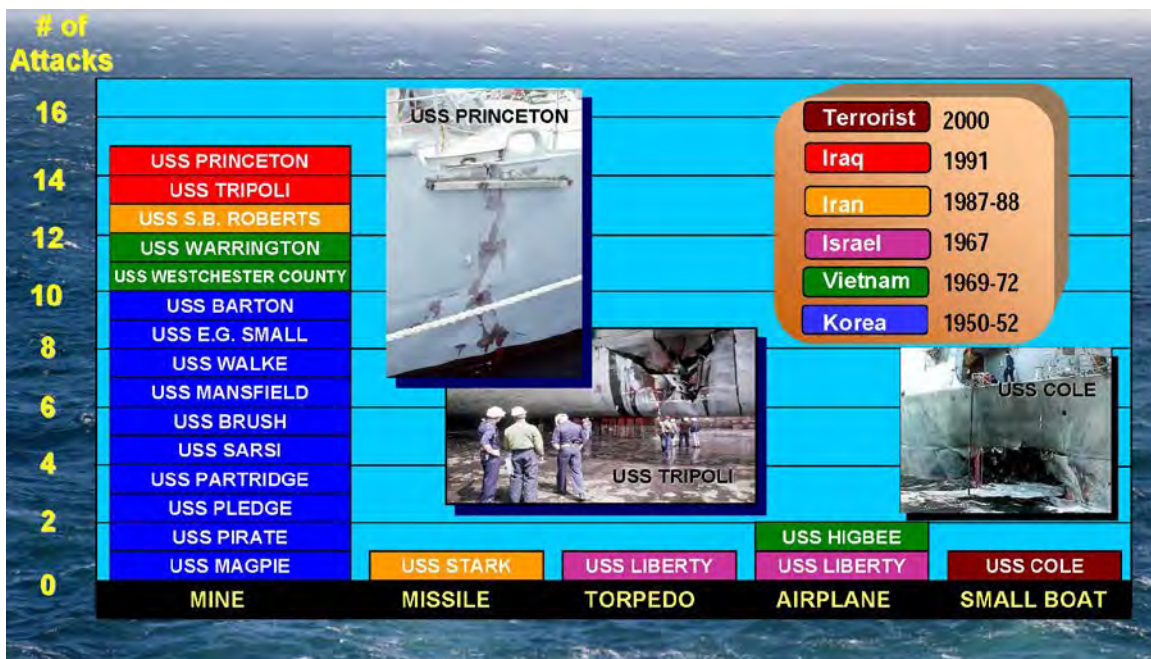 # of
Attacks
16
14
12
10
8
6
4
2
0
USS PRINCETON
USS TRIPOLI
USS S.B. ROBERTS
USS WARRINGTON
USS WESTCHESTER COUNTY
USS BARTON
USS E.G. SMALL
USS WALKE
USS MANSFIELD
USS BRUSH
USS SARSI
USS PARTRIDGE
USS PLEDGE
USS PIRATE
USS MAGPIE
USS PRINCETON
USS TRIPOLI
USS COLE
Terrorist 2000
Iraq 1991
Iran 1987-88
Israel 1967
Vietnam 1969-72
Korea 1950-52
USS STARK
USS LIBERTY
USS HIGBEE
USS LIBERTY
USS COLE
MINE MISSILE TORPEDO AIRPLANE SMALL BOAT